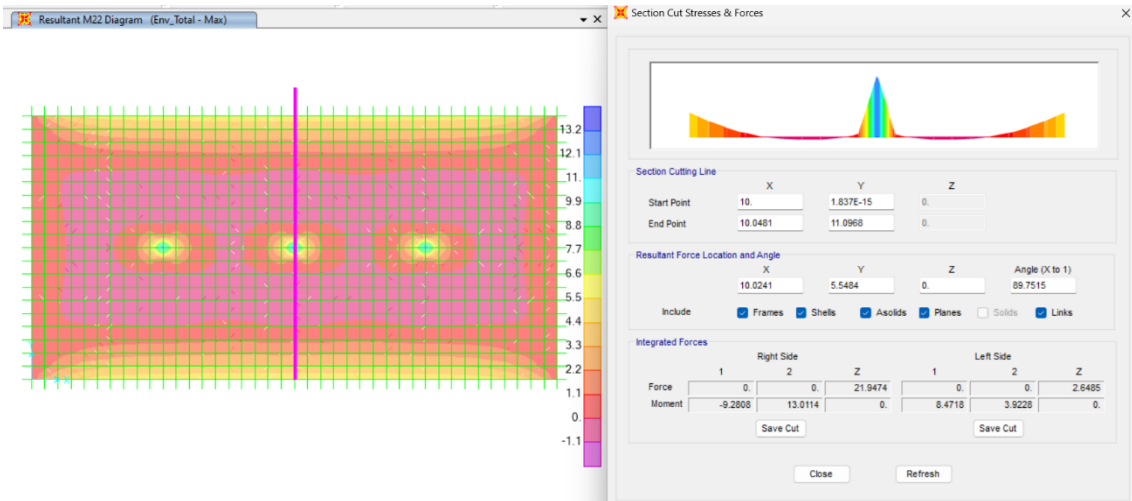 Resultant M22 Diagram (Env_Total - Max)
13.2
12.1
11.
9.9
8.8
7.7
6.6
5.5
4.4
3.3
2.2
1.1
0.
-1.1
X
Section Cut Stresses & Forces
Section Cutting Line
X Y Z
Start Point 10. 1.837E-15 0.
End Point 10.0481 11.0968 0.
Resultant Force Location and Angle
X Y Z Angle (X to 1)
10.0241 5.5484 0. 89.7515
Include Frames Shells Asolids Planes Solids Links
Integrated Forces
Right Side Left Side
1 2 Z 1 2 Z
Force 0. 0. 21.9474 0. 0. 2.6485
Moment -9.2808 13.0114 0. 8.4718 3.9228 0.
Save Cut Save Cut
Close Refresh